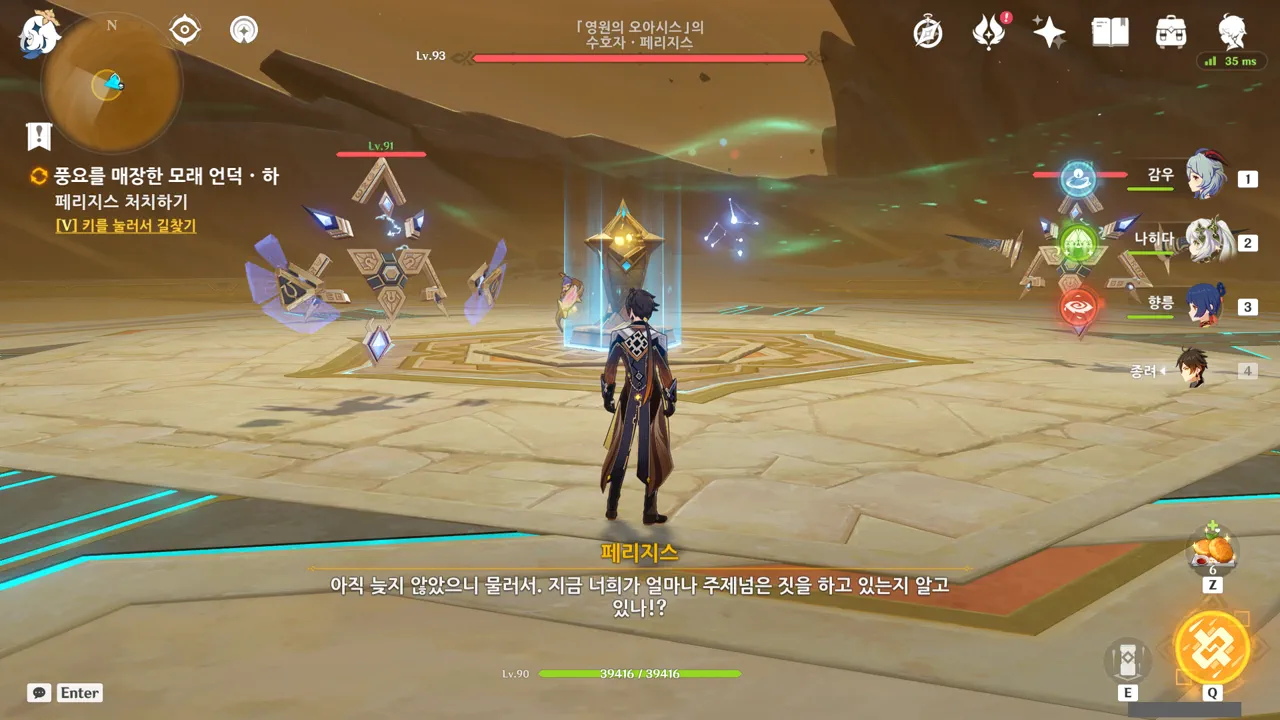 N
「영원의 오아시스」의
수호자・페리지스
Lv.93
35 ms
Lv.91
풍요를 매장한 모래 언덕・하
페리지스 처치하기
[V] 키를 눌러서 길찾기
감우
1
나히다
2
향릉
3
종려
4
페리지스
아직 늦지 않았으니 물러서. 지금 너희가 얼마나 주제넘은 짓을 하고 있는지 알고
있나!?
6
Z
Lv.90
39416 / 39416
Enter
E
Q